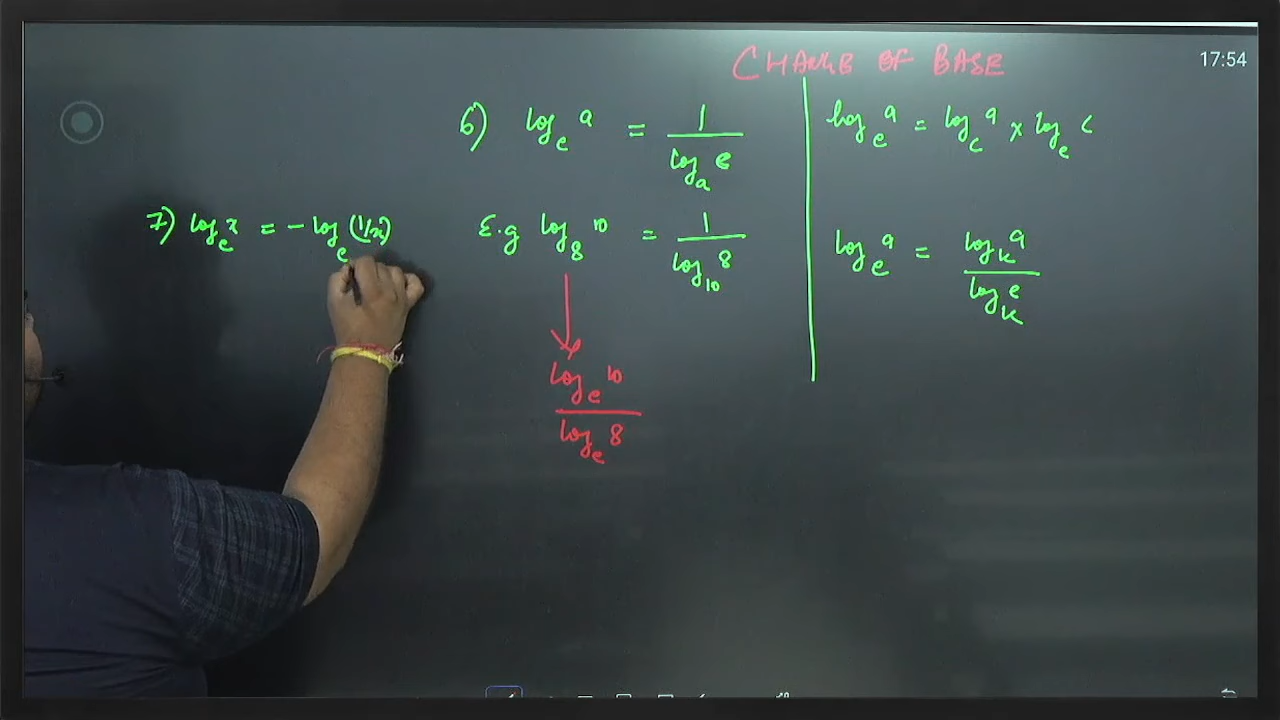 CHANGE OF BASE
17:54
6) log_e a = 1 / log_a e
log_e a = log_c a x log_e c
7) log_e x = - log_e (1/x)
E.g log_8 10 = 1 / log_10 8
log_e a = log_k a / log_k e
log_e 10 / log_e 8